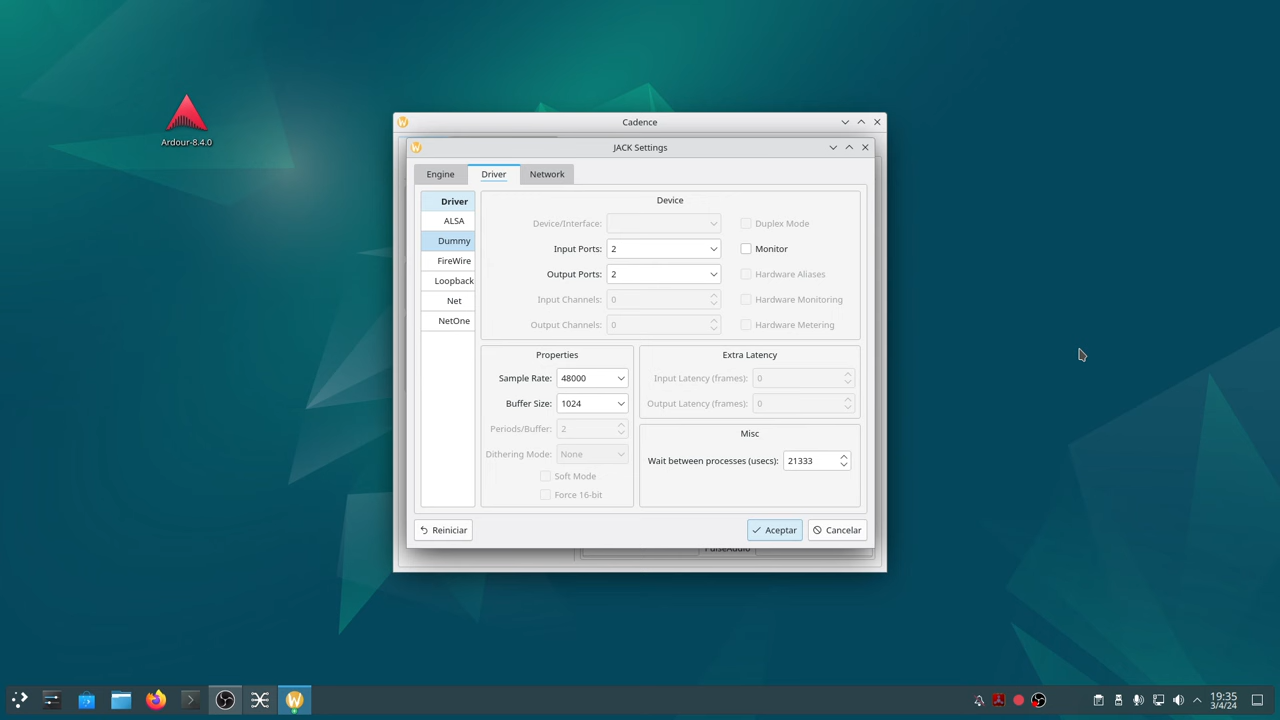 Ardour-8.4.0
Cadence
JACK Settings
Engine
Driver
Network
Driver
ALSA
Dummy
FireWire
Loopback
Net
NetOne
Device
Device/Interface:
Duplex Mode
Input Ports: 2
Monitor
Output Ports: 2
Hardware Aliases
Input Channels: 0
Hardware Monitoring
Output Channels: 0
Hardware Metering
Properties
Sample Rate: 48000
Buffer Size: 1024
Periods/Buffer: 2
Dithering Mode: None
Soft Mode
Force 16-bit
Extra Latency
Input Latency (frames): 0
Output Latency (frames): 0
Misc
Wait between processes (usecs): 21333
Reiniciar
Aceptar
Cancelar
PulseAudio
19:35
3/4/24